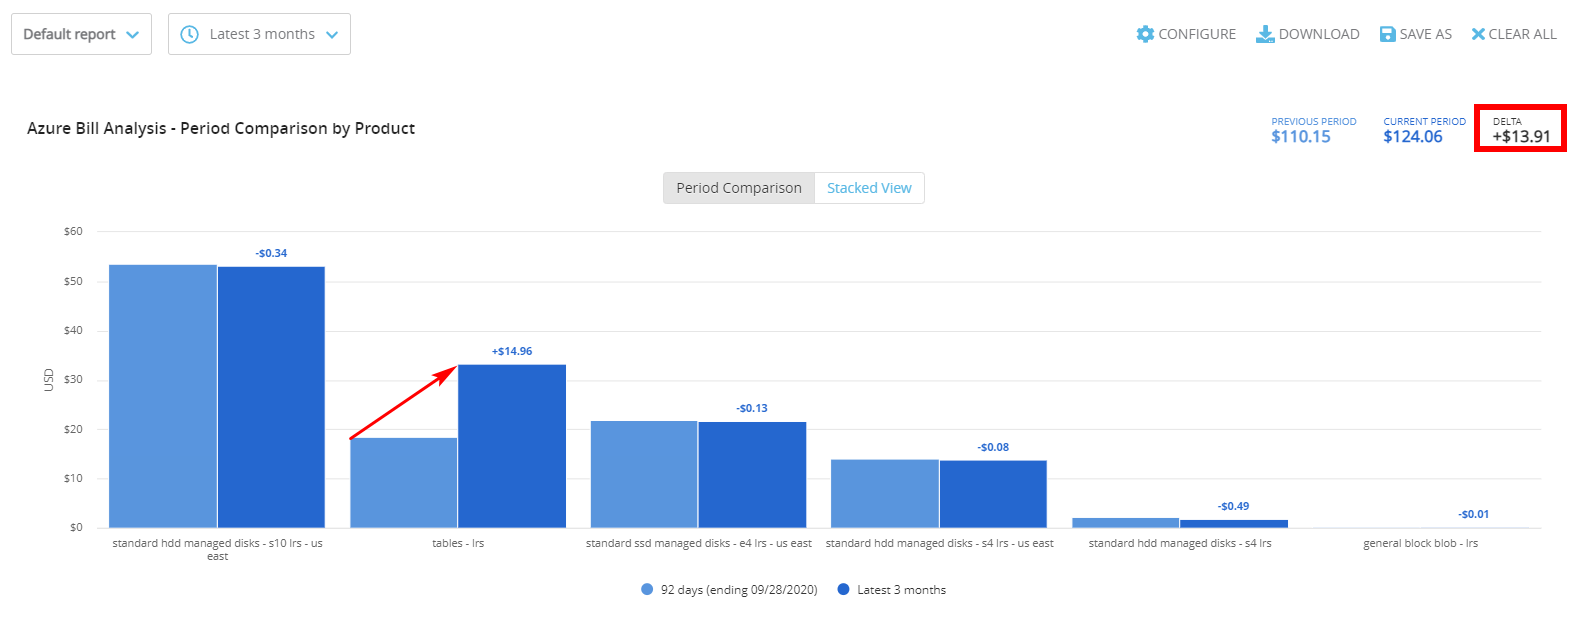 Default report
Latest 3 months
CONFIGURE
DOWNLOAD
SAVE AS
CLEAR ALL
Azure Bill Analysis - Period Comparison by Product
PREVIOUS PERIOD
$110.15
CURRENT PERIOD
$124.06
DELTA
+$13.91
Period Comparison
Stacked View
$60
$50
$40
$30
$20
$10
$0
USD
-$0.34
+$14.96
-$0.13
-$0.08
-$0.49
-$0.01
standard hdd managed disks - s10 lrs - us
east
tables - lrs
standard ssd managed disks - e4 lrs - us east
standard hdd managed disks - s4 lrs - us east
standard hdd managed disks - s4 lrs
general block blob - lrs
92 days (ending 09/28/2020)
Latest 3 months